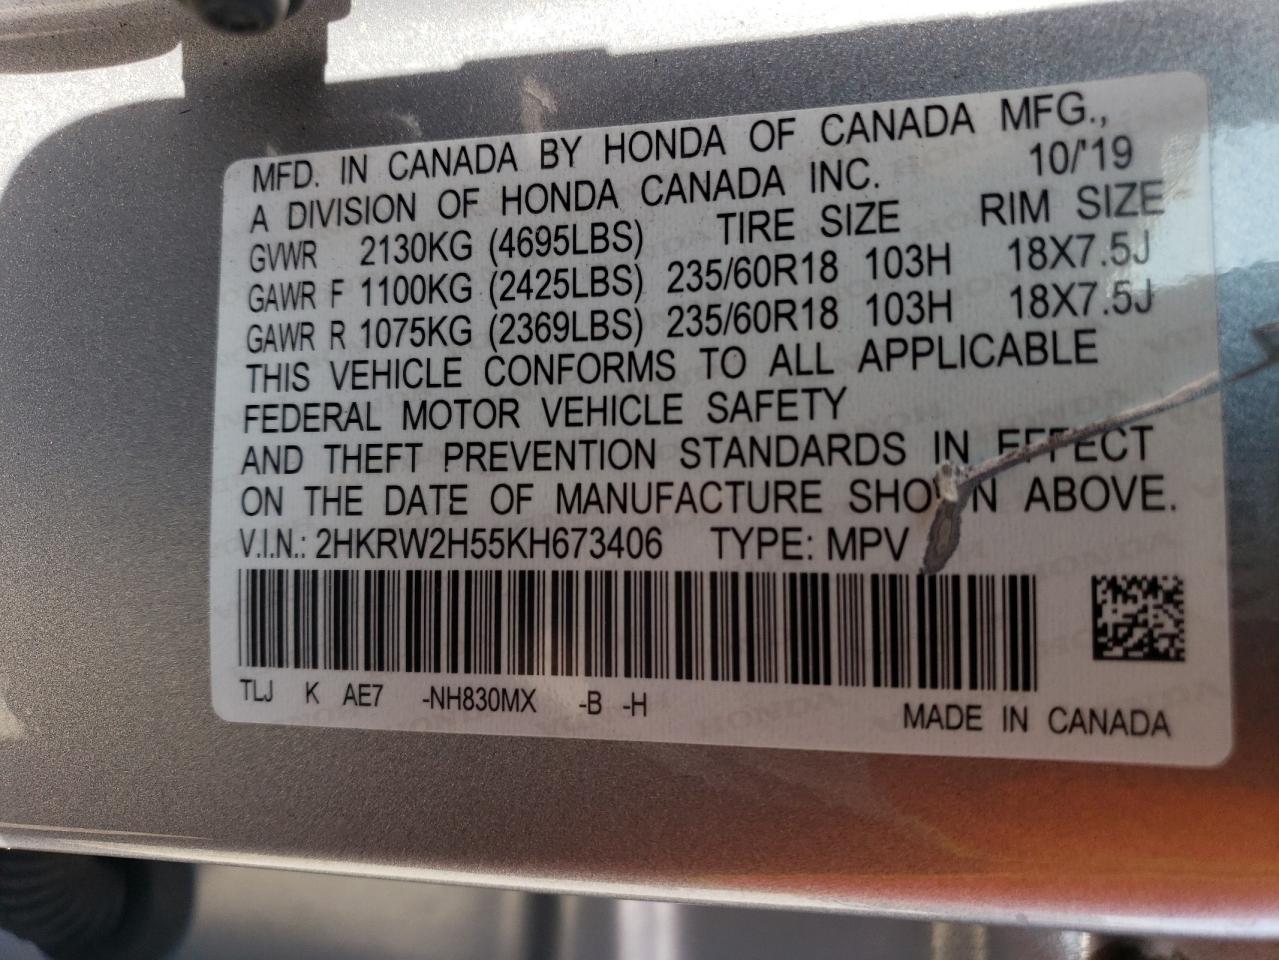 MFD. IN CANADA BY HONDA OF CANADA MFG.,
A DIVISION OF HONDA CANADA INC. 10/'19
GVWR 2130KG (4695LBS) TIRE SIZE RIM SIZE
GAWR F 1100KG (2425LBS) 235/60R18 103H 18X7.5J
GAWR R 1075KG (2369LBS) 235/60R18 103H 18X7.5J
THIS VEHICLE CONFORMS TO ALL APPLICABLE
FEDERAL MOTOR VEHICLE SAFETY
AND THEFT PREVENTION STANDARDS IN EFFECT
ON THE DATE OF MANUFACTURE SHOWN ABOVE.
V.I.N.: 2HKRW2H55KH673406 TYPE: MPV
TLJ K AE7 -NH830MX -B -H
MADE IN CANADA